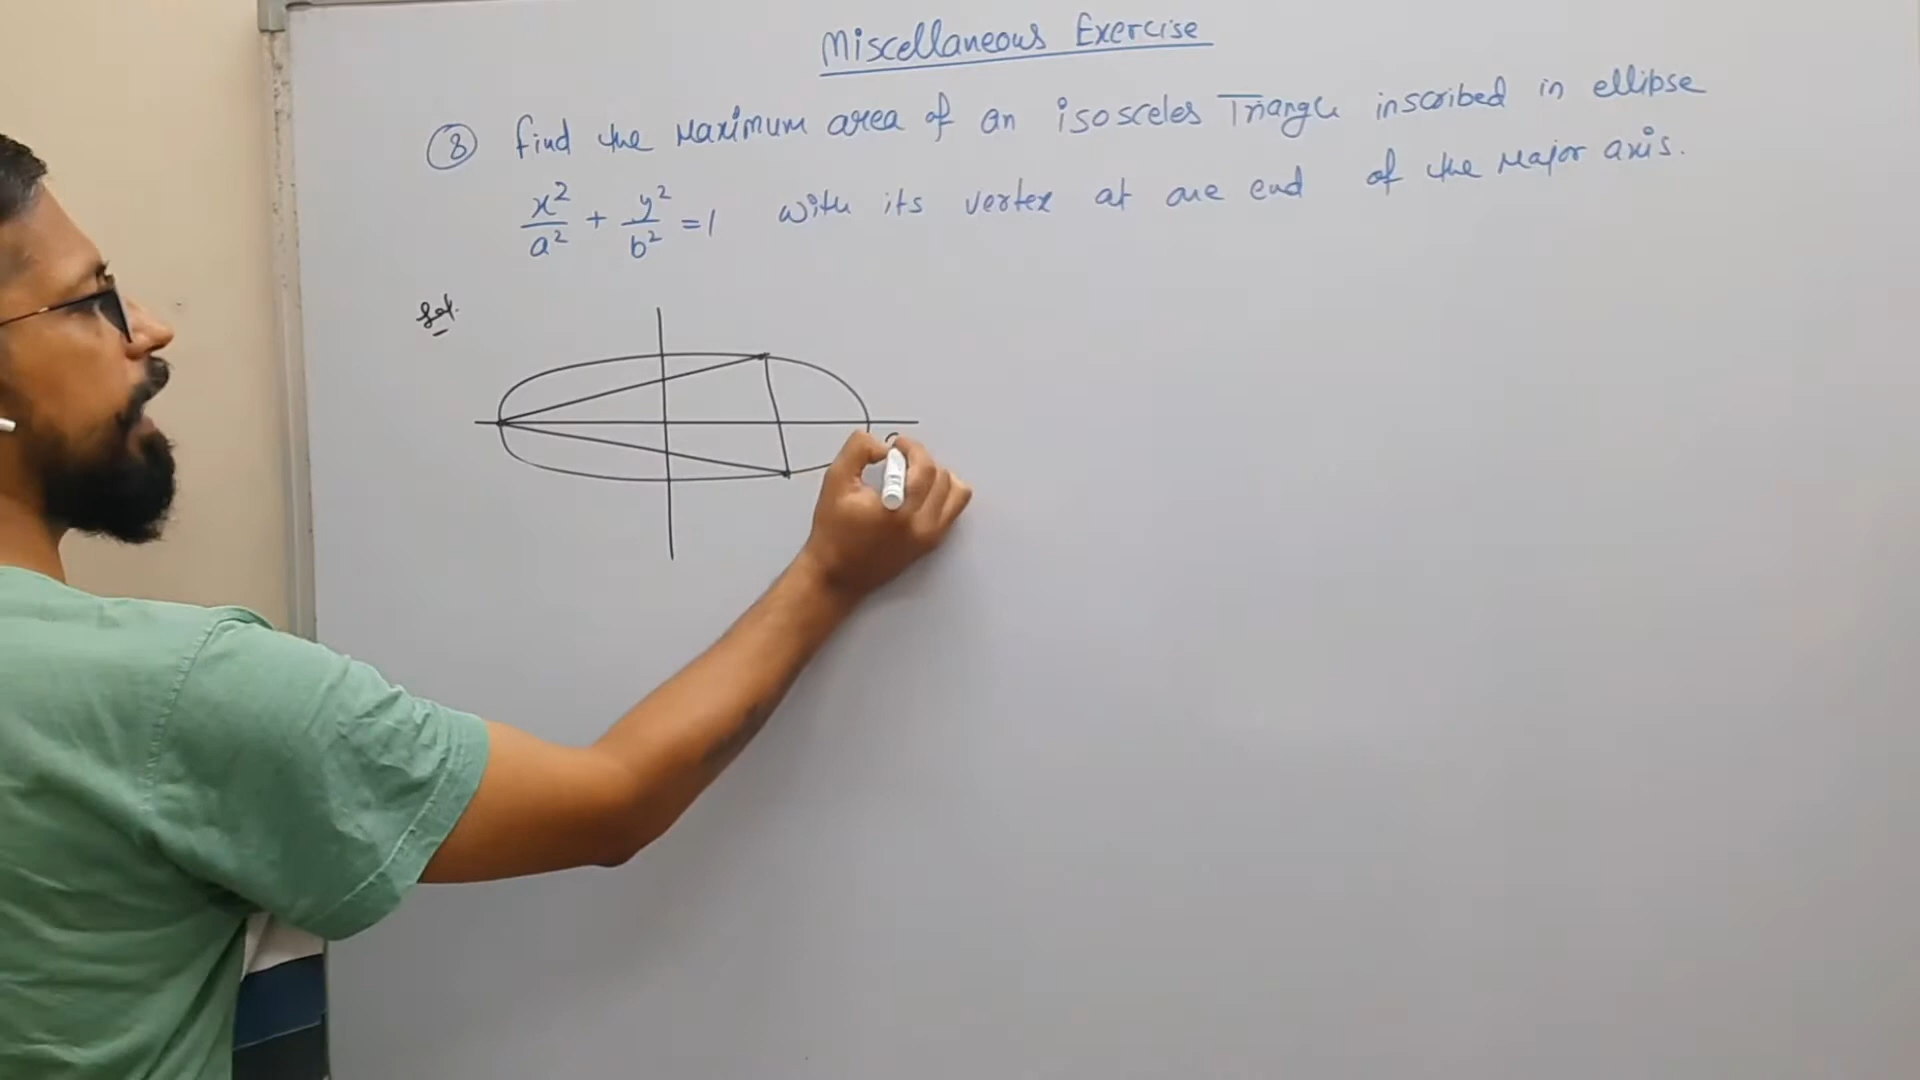 Miscellaneous Exercise
⑧ find the Maximum area of an isosceles Triangle inscribed in ellipse
x²/a² + y²/b² = 1 with its vertex at one end of the Major axis.
Sol.